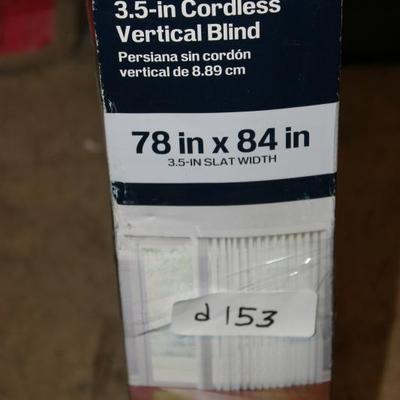 3.5-in Cordless
Vertical Blind
Persiana sin cordón
vertical de 8.89 cm
78 in x 84 in
3.5-IN SLAT WIDTH
d 153